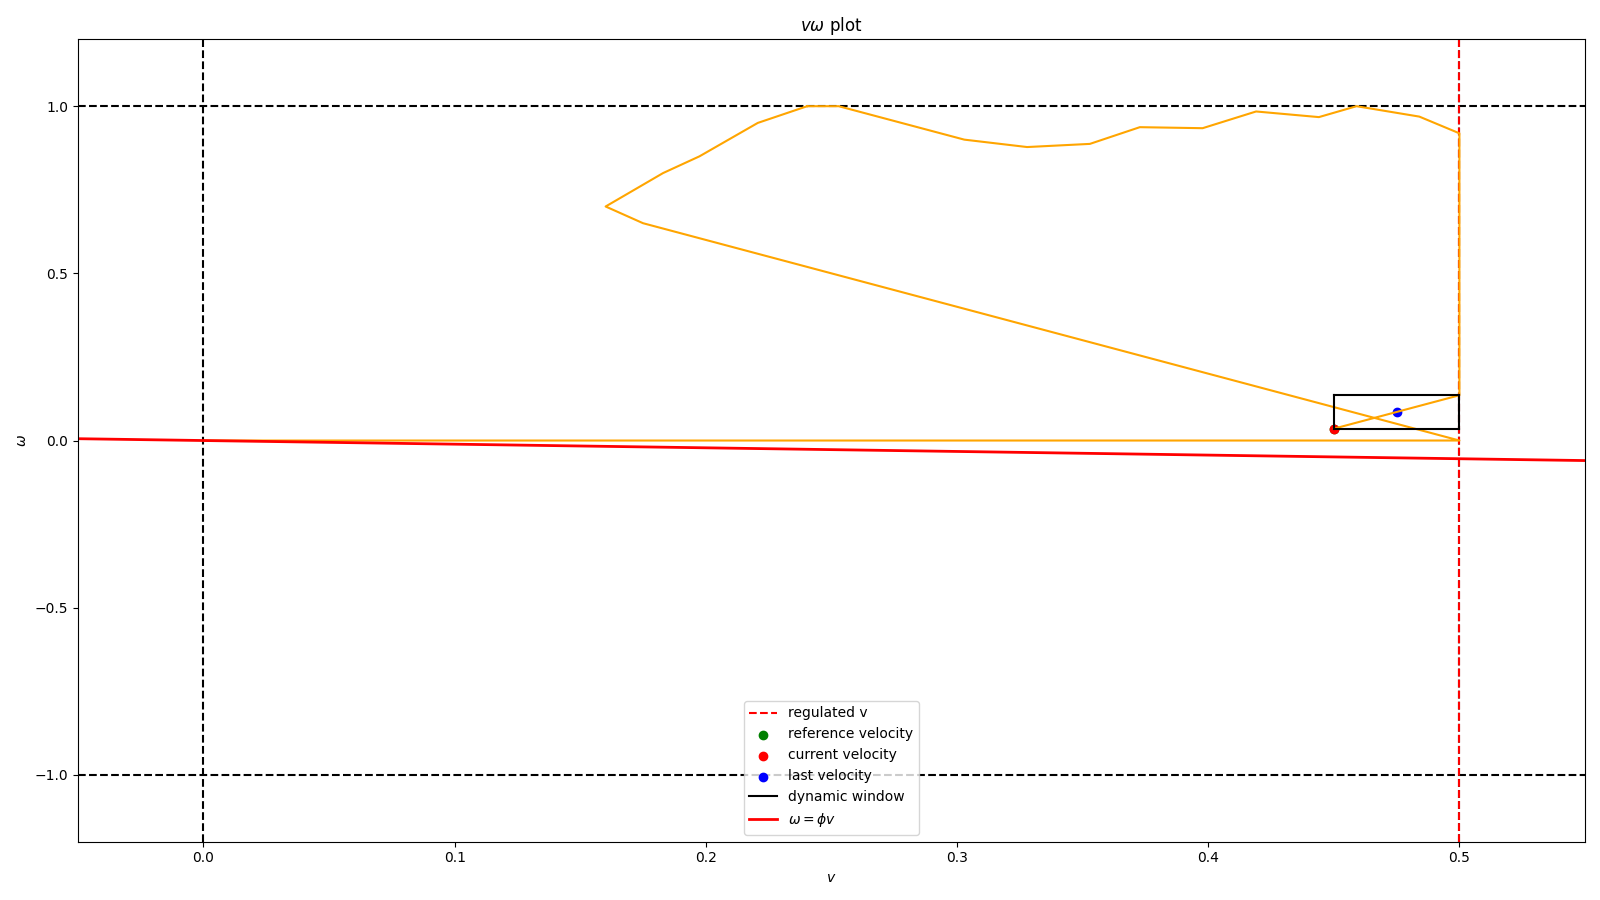 vω plot
ω
1.0
0.5
0.0
−0.5
−1.0
0.0
0.1
0.2
0.3
0.4
0.5
v
regulated v
reference velocity
current velocity
last velocity
dynamic window
ω = ϕv